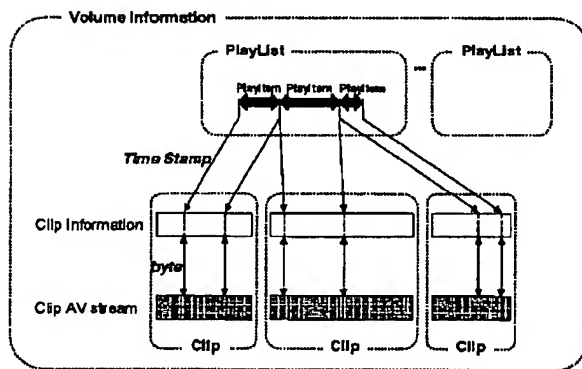 Volume Information
PlayList
PlayList
...
PlayItem PlayItem PlayItem
Time Stamp
Clip Information
byte
Clip AV stream
Clip
Clip
Clip